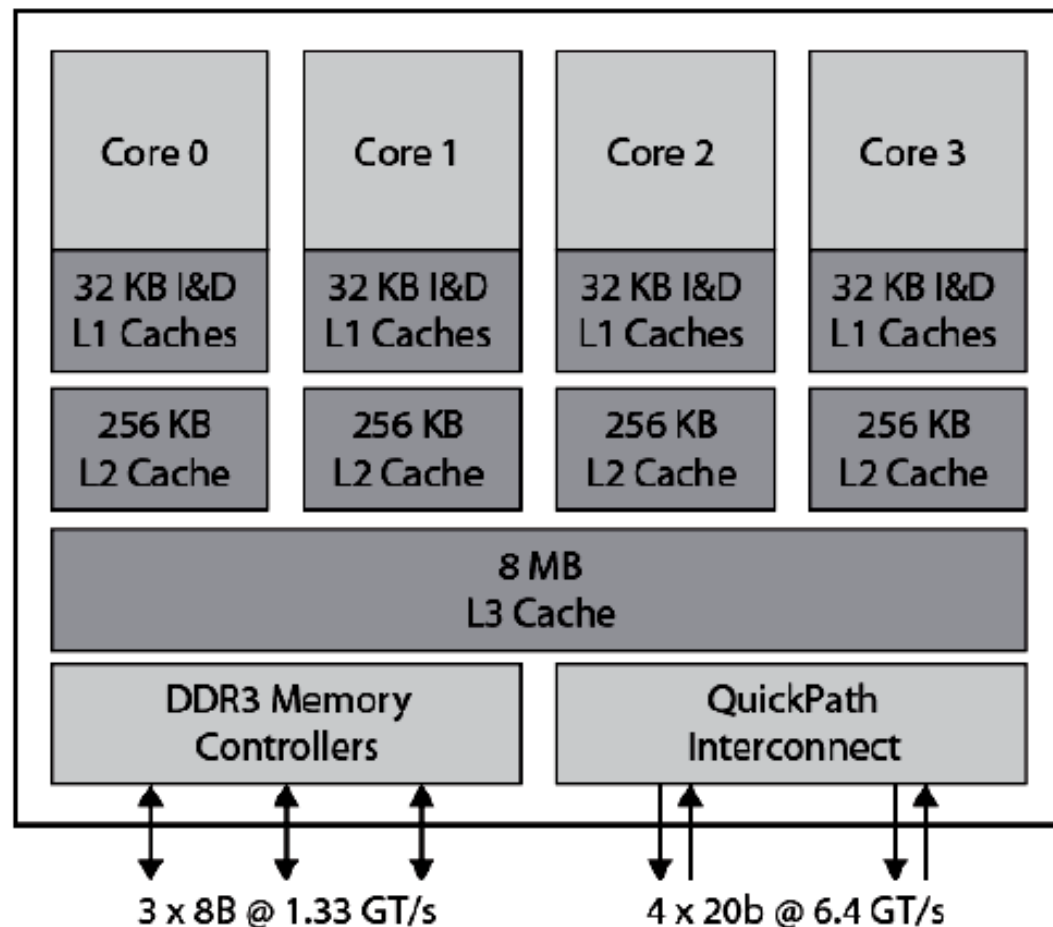 Core 0
Core 1
Core 2
Core 3
32 KB I&D
L1 Caches
32 KB I&D
L1 Caches
32 KB I&D
L1 Caches
32 KB I&D
L1 Caches
256 KB
L2 Cache
256 KB
L2 Cache
256 KB
L2 Cache
256 KB
L2 Cache
8 MB
L3 Cache
DDR3 Memory
Controllers
QuickPath
Interconnect
3 x 8B @ 1.33 GT/s
4 x 20b @ 6.4 GT/s